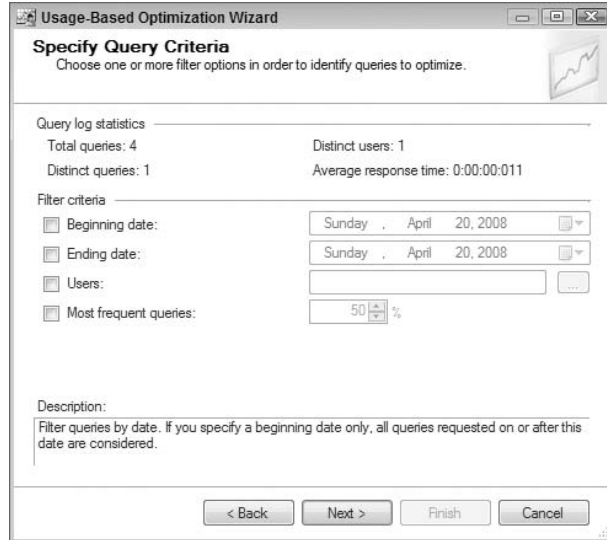 Usage-Based Optimization Wizard
Specify Query Criteria
Choose one or more filter options in order to identify queries to optimize.
Query log statistics
Total queries: 4 Distinct users: 1
Distinct queries: 1 Average response time: 0:00:00:011
Filter criteria
Beginning date: Sunday , April 20, 2008
Ending date: Sunday , April 20, 2008
Users: ...
Most frequent queries: 50 %
Description:
Filter queries by date. If you specify a beginning date only, all queries requested on or after this
date are considered.
< Back Next > Finish Cancel